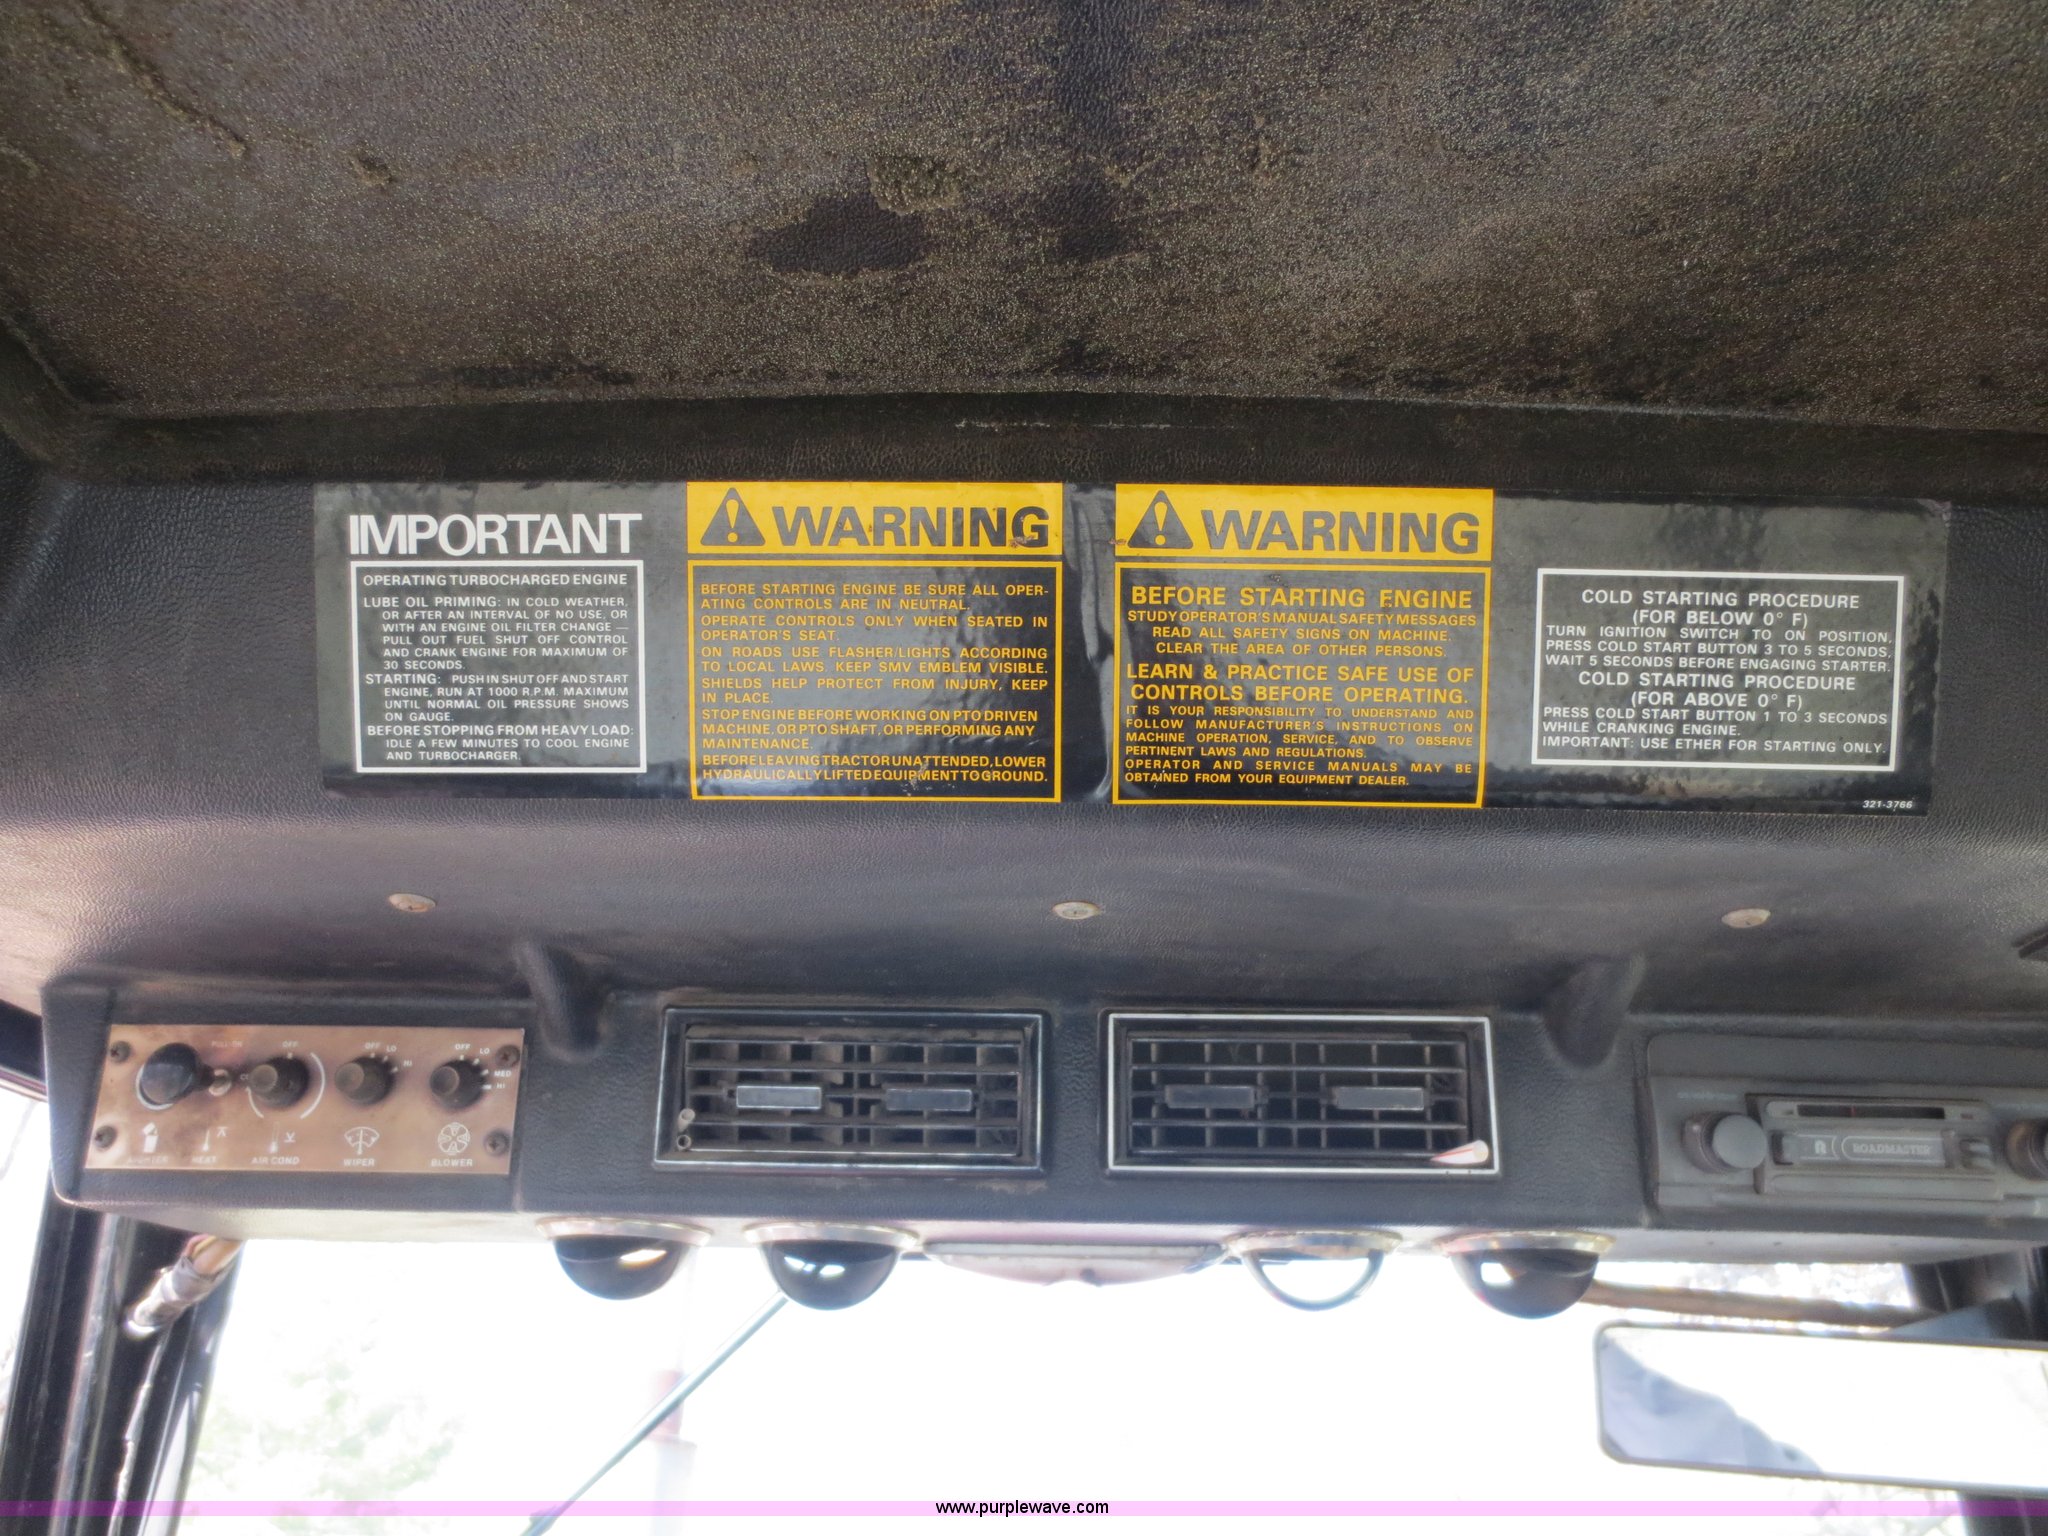 IMPORTANT
OPERATING TURBOCHARGED ENGINE
LUBE OIL PRIMING: IN COLD WEATHER,
OR AFTER AN INTERVAL OF NO USE, OR
WITH AN ENGINE OIL FILTER CHANGE —
PULL OUT FUEL SHUT OFF CONTROL
AND CRANK ENGINE FOR MAXIMUM OF
30 SECONDS.
STARTING: PUSH IN SHUT OFF AND START
ENGINE, RUN AT 1000 R.P.M. MAXIMUM
UNTIL NORMAL OIL PRESSURE SHOWS
ON GAUGE.
BEFORE STOPPING FROM HEAVY LOAD:
IDLE A FEW MINUTES TO COOL ENGINE
AND TURBOCHARGER.
WARNING
BEFORE STARTING ENGINE BE SURE ALL OPER-
ATING CONTROLS ARE IN NEUTRAL.
OPERATE CONTROLS ONLY WHEN SEATED IN
OPERATOR'S SEAT.
ON ROADS USE FLASHER/LIGHTS ACCORDING
TO LOCAL LAWS. KEEP SMV EMBLEM VISIBLE.
SHIELDS HELP PROTECT FROM INJURY, KEEP
IN PLACE.
STOP ENGINE BEFORE WORKING ON PTO DRIVEN
MACHINE, OR PTO SHAFT, OR PERFORMING ANY
MAINTENANCE.
BEFORE LEAVING TRACTOR UNATTENDED, LOWER
HYDRAULICALLY LIFTED EQUIPMENT TO GROUND.
WARNING
BEFORE STARTING ENGINE
STUDY OPERATOR'S MANUAL SAFETY MESSAGES
READ ALL SAFETY SIGNS ON MACHINE.
CLEAR THE AREA OF OTHER PERSONS.
LEARN & PRACTICE SAFE USE OF
CONTROLS BEFORE OPERATING.
IT IS YOUR RESPONSIBILITY TO UNDERSTAND AND
FOLLOW MANUFACTURER'S INSTRUCTIONS ON
MACHINE OPERATION, SERVICE, AND TO OBSERVE
PERTINENT LAWS AND REGULATIONS.
OPERATOR AND SERVICE MANUALS MAY BE
OBTAINED FROM YOUR EQUIPMENT DEALER.
COLD STARTING PROCEDURE
(FOR BELOW 0° F)
TURN IGNITION SWITCH TO ON POSITION,
PRESS COLD START BUTTON 3 TO 5 SECONDS,
WAIT 5 SECONDS BEFORE ENGAGING STARTER.
COLD STARTING PROCEDURE
(FOR ABOVE 0° F)
PRESS COLD START BUTTON 1 TO 3 SECONDS
WHILE CRANKING ENGINE.
IMPORTANT: USE ETHER FOR STARTING ONLY.
321-3766
PULL-ON
OFF
OFF LO
HI
OFF LO
MED
HI
LIGHTER HEAT AIR COND WIPER BLOWER
ROADMASTER
www.purplewave.com